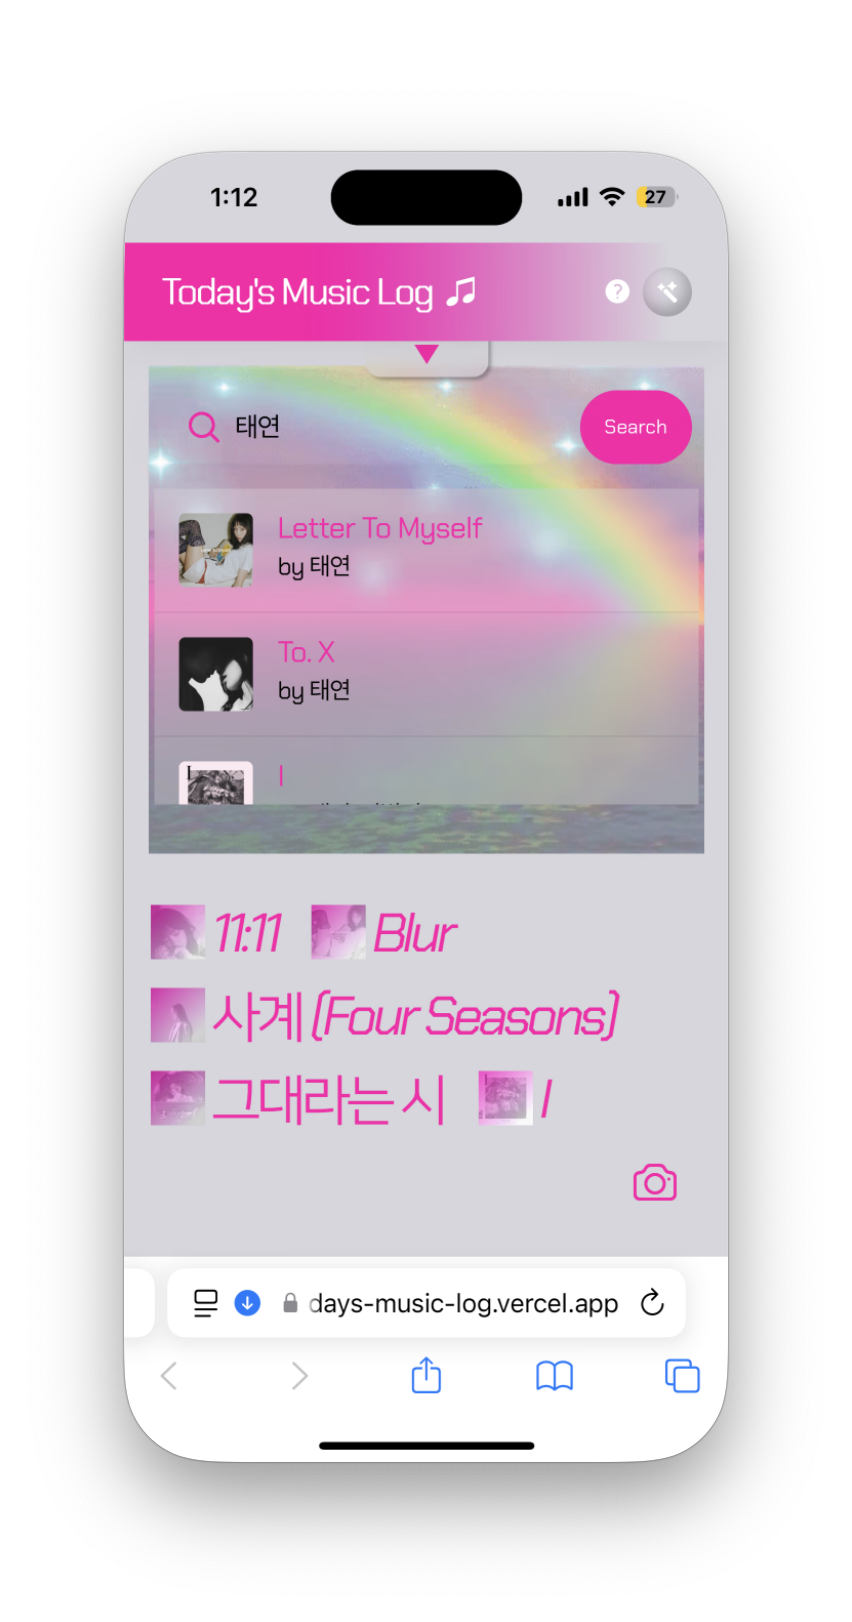 1:12 27
Today's Music Log
?
태연 Search
Letter To Myself
by 태연
To. X
by 태연
I
11:11 Blur
사계 (Four Seasons)
그대라는 시 I
days-music-log.vercel.app